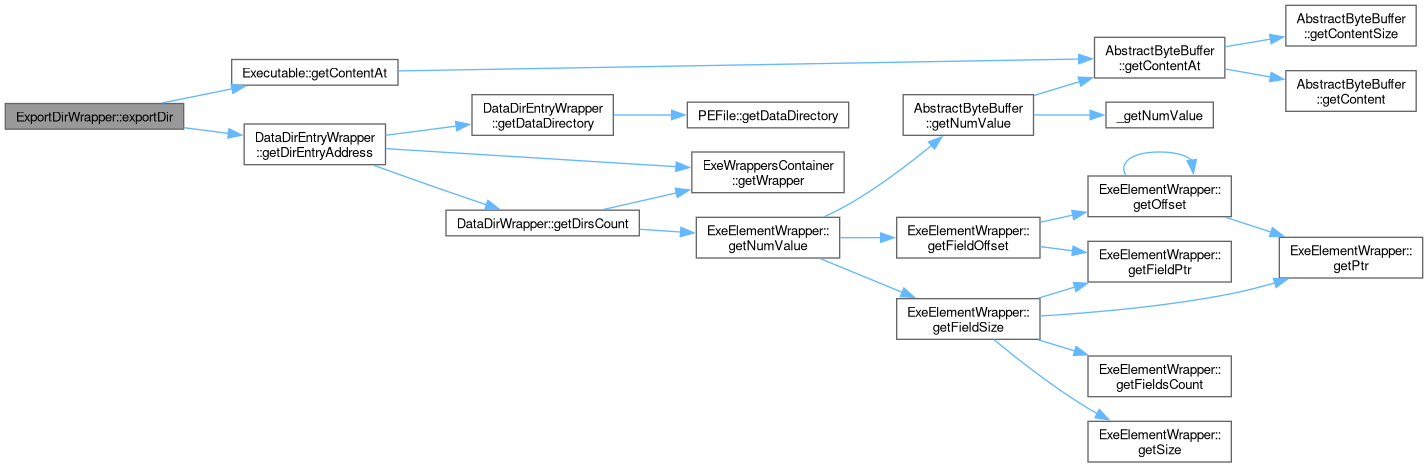 ExportDirWrapper::exportDir
Executable::getContentAt
DataDirEntryWrapper
::getDirEntryAddress
DataDirEntryWrapper
::getDataDirectory
PEFile::getDataDirectory
ExeWrappersContainer
::getWrapper
DataDirWrapper::getDirsCount
ExeElementWrapper::
getNumValue
AbstractByteBuffer
::getNumValue
AbstractByteBuffer
::getContentAt
AbstractByteBuffer
::getContentSize
AbstractByteBuffer
::getContent
_getNumValue
ExeElementWrapper::
getFieldOffset
ExeElementWrapper::
getOffset
ExeElementWrapper::
getFieldPtr
ExeElementWrapper::
getPtr
ExeElementWrapper::
getFieldSize
ExeElementWrapper::
getFieldsCount
ExeElementWrapper::
getSize